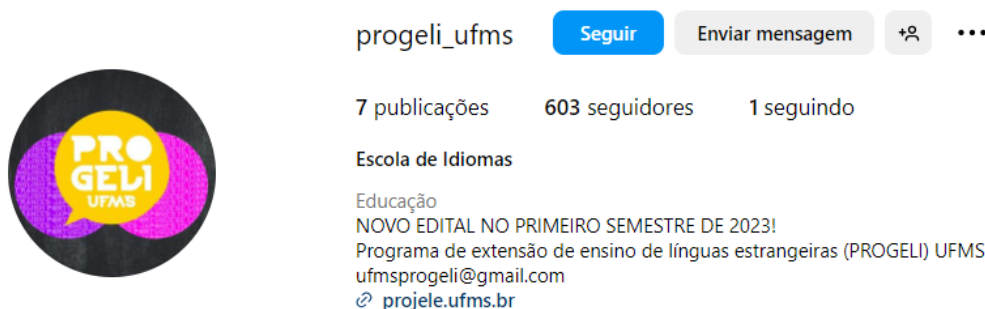 progeli_ufms Seguir Enviar mensagem
7 publicações 603 seguidores 1 seguindo
PRO
GELI
UFMS
Escola de Idiomas
Educação
NOVO EDITAL NO PRIMEIRO SEMESTRE DE 2023!
Programa de extensão de ensino de línguas estrangeiras (PROGELI) UFMS
ufmsprogeli@gmail.com
projele.ufms.br